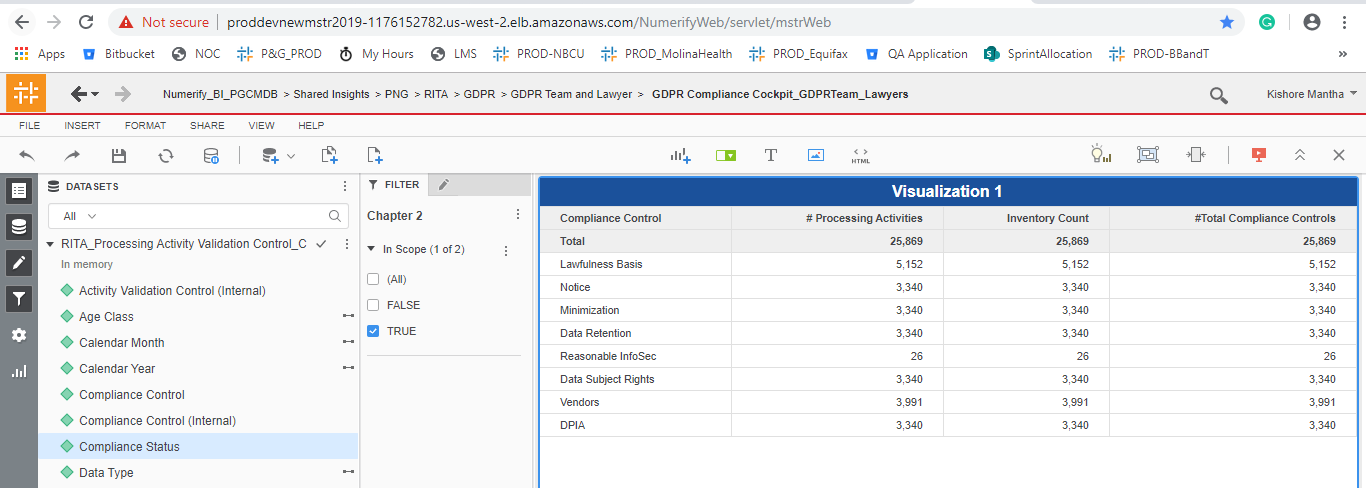 Not secure | proddevnewmstr2019-1176152782.us-west-2.elb.amazonaws.com/NumerifyWeb/servlet/mstrWeb
Apps Bitbucket NOC P&G_PROD My Hours LMS PROD-NBCU PROD_MolinaHealth PROD_Equifax QA Application SprintAllocation PROD-BBandT »
Numerify_BI_PGCMDB > Shared Insights > PNG > RITA > GDPR > GDPR Team and Lawyer > GDPR Compliance Cockpit_GDPRTeam_Lawyers Kishore Mantha
FILE INSERT FORMAT SHARE VIEW HELP
T HTML
DATASETS
All
RITA_Processing Activity Validation Control_C
In memory
Activity Validation Control (Internal)
Age Class
Calendar Month
Calendar Year
Compliance Control
Compliance Control (Internal)
Compliance Status
Data Type
FILTER
Chapter 2
In Scope (1 of 2)
(All)
FALSE
TRUE
Visualization 1
Compliance Control # Processing Activities Inventory Count #Total Compliance Controls
Total 25,869 25,869 25,869
Lawfulness Basis 5,152 5,152 5,152
Notice 3,340 3,340 3,340
Minimization 3,340 3,340 3,340
Data Retention 3,340 3,340 3,340
Reasonable InfoSec 26 26 26
Data Subject Rights 3,340 3,340 3,340
Vendors 3,991 3,991 3,991
DPIA 3,340 3,340 3,340